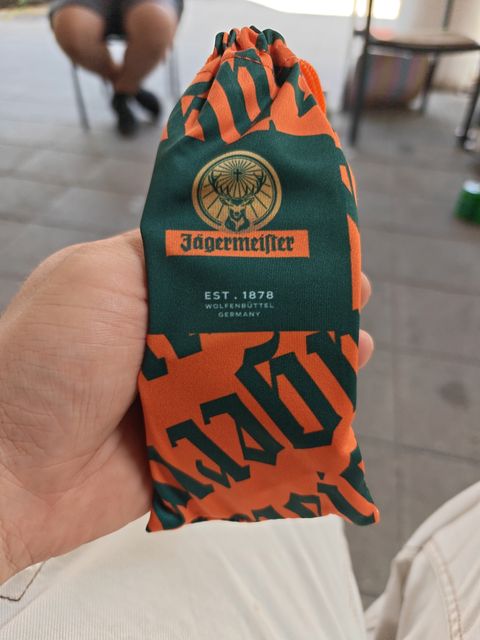 Jägermeiſter
EST . 1878
WOLFENBÜTTEL
GERMANY